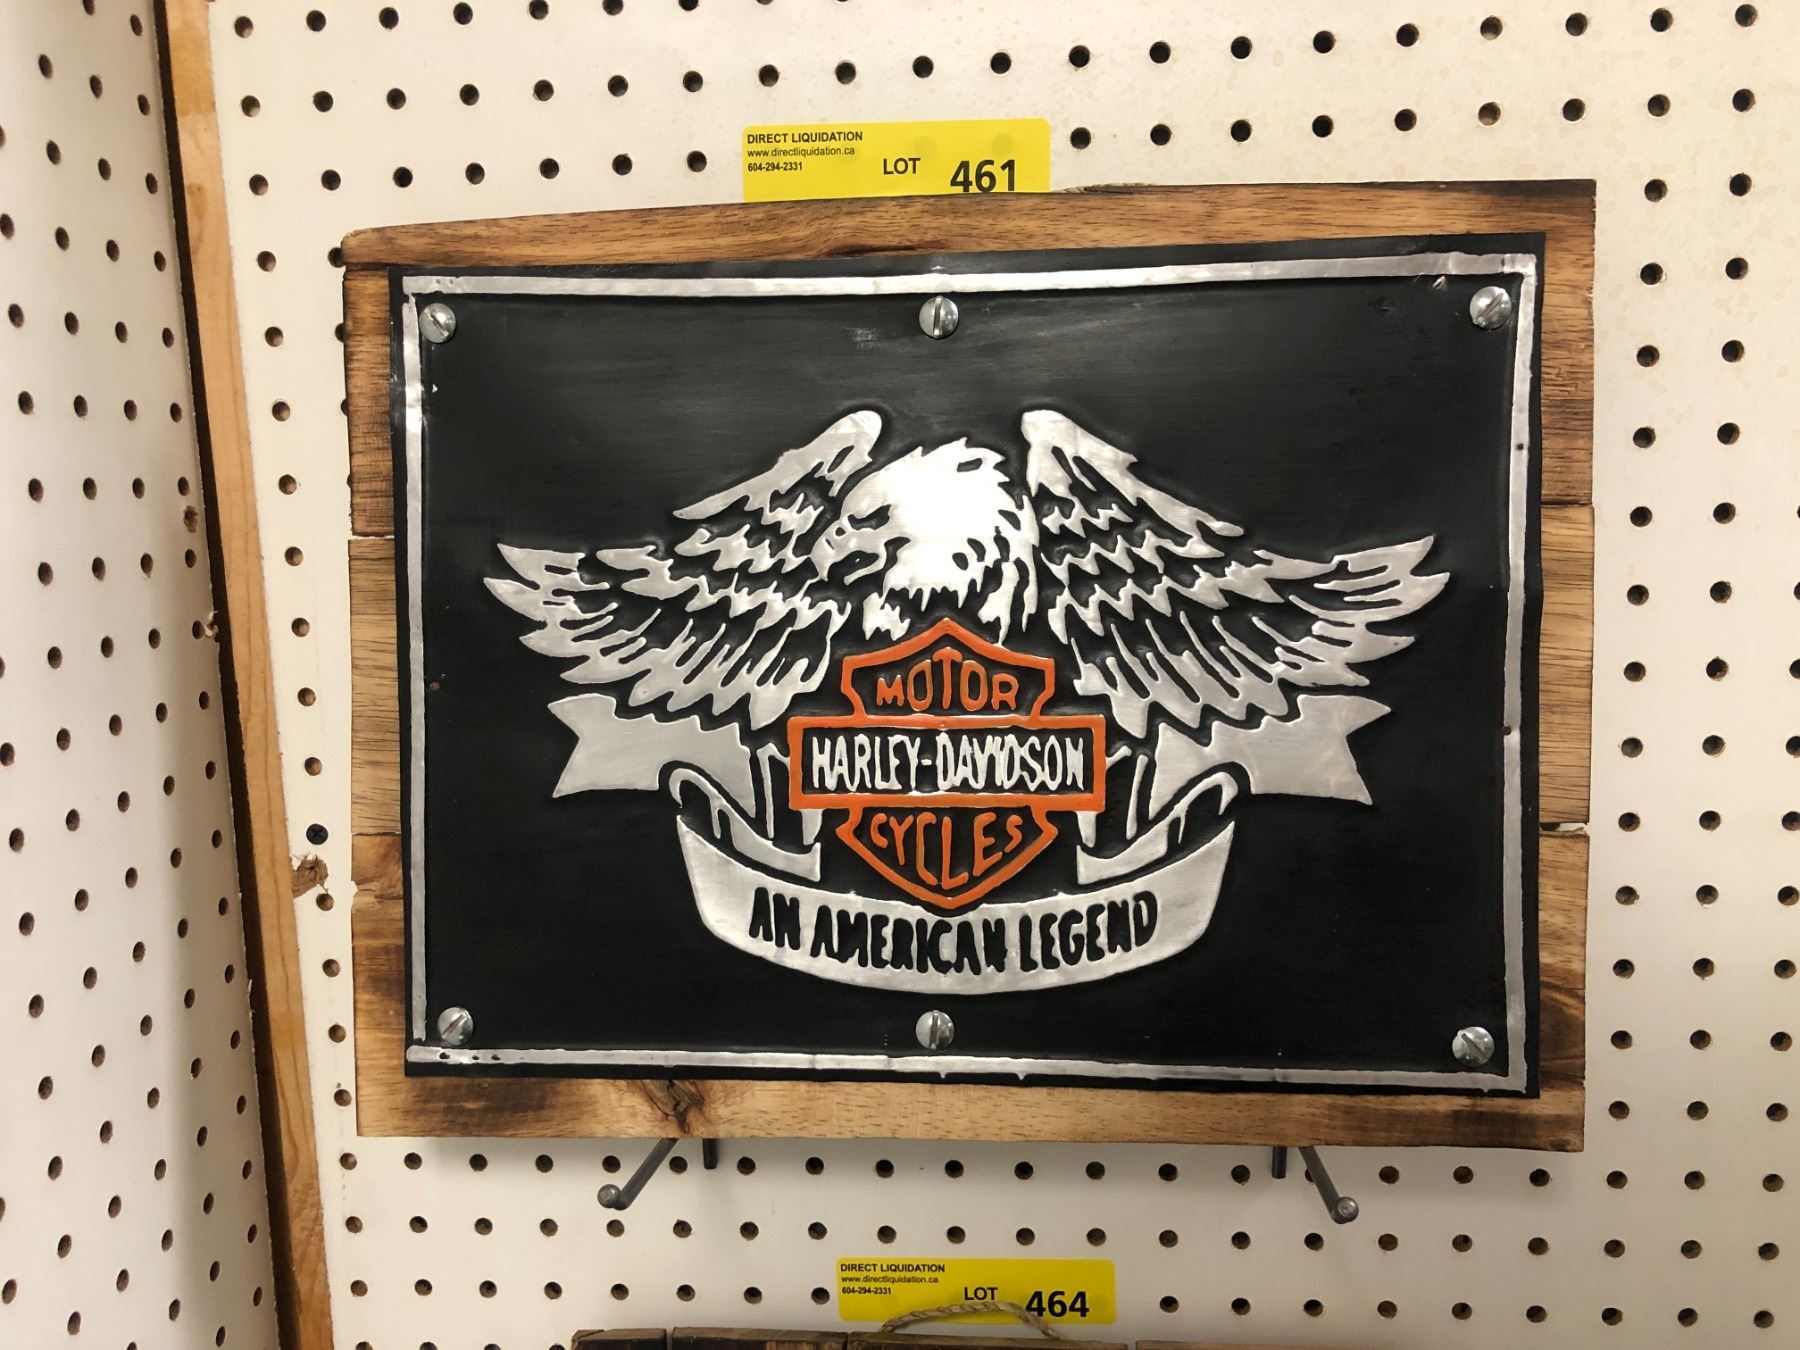 DIRECT LIQUIDATION
www.directliquidation.ca
604-294-2331
LOT 461
MOTOR
HARLEY-DAVIDSON
CYCLES
AN AMERICAN LEGEND
DIRECT LIQUIDATION
www.directliquidation.ca
604-294-2331
LOT 464